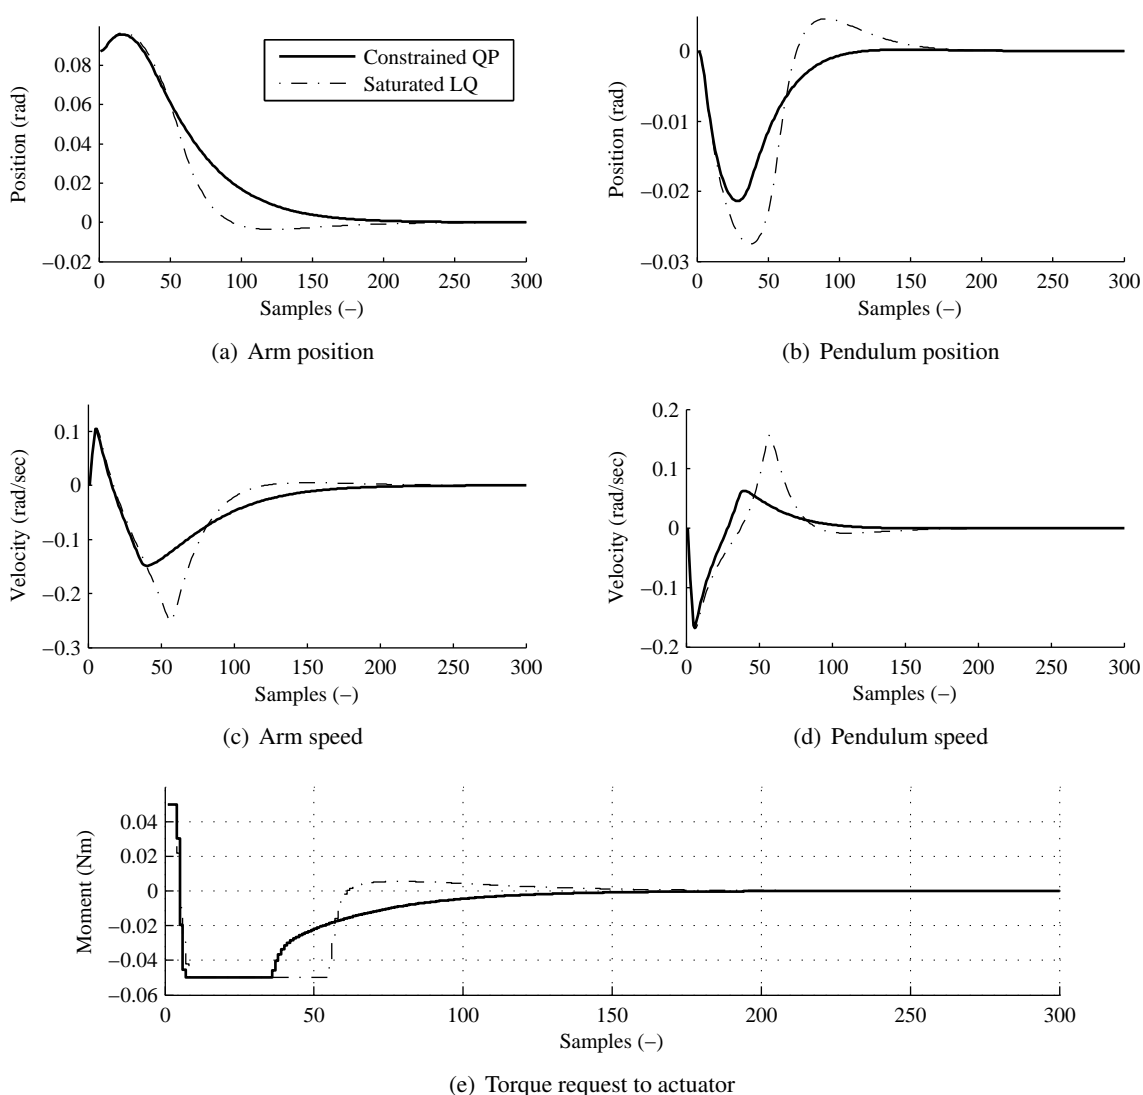 0.08
0.06
0.04
0.02
0
−0.02
Position (rad)
0 50 100 150 200 250 300
Samples (–)
Constrained QP
Saturated LQ
(a) Arm position
0
−0.01
−0.02
−0.03
Position (rad)
0 50 100 150 200 250 300
Samples (–)
(b) Pendulum position
0.1
0
−0.1
−0.2
−0.3
Velocity (rad/sec)
0 50 100 150 200 250 300
Samples (–)
(c) Arm speed
0.2
0.1
0
−0.1
−0.2
Velocity (rad/sec)
0 50 100 150 200 250 300
Samples (–)
(d) Pendulum speed
0.04
0.02
0
−0.02
−0.04
−0.06
Moment (Nm)
0 50 100 150 200 250 300
Samples (–)
(e) Torque request to actuator